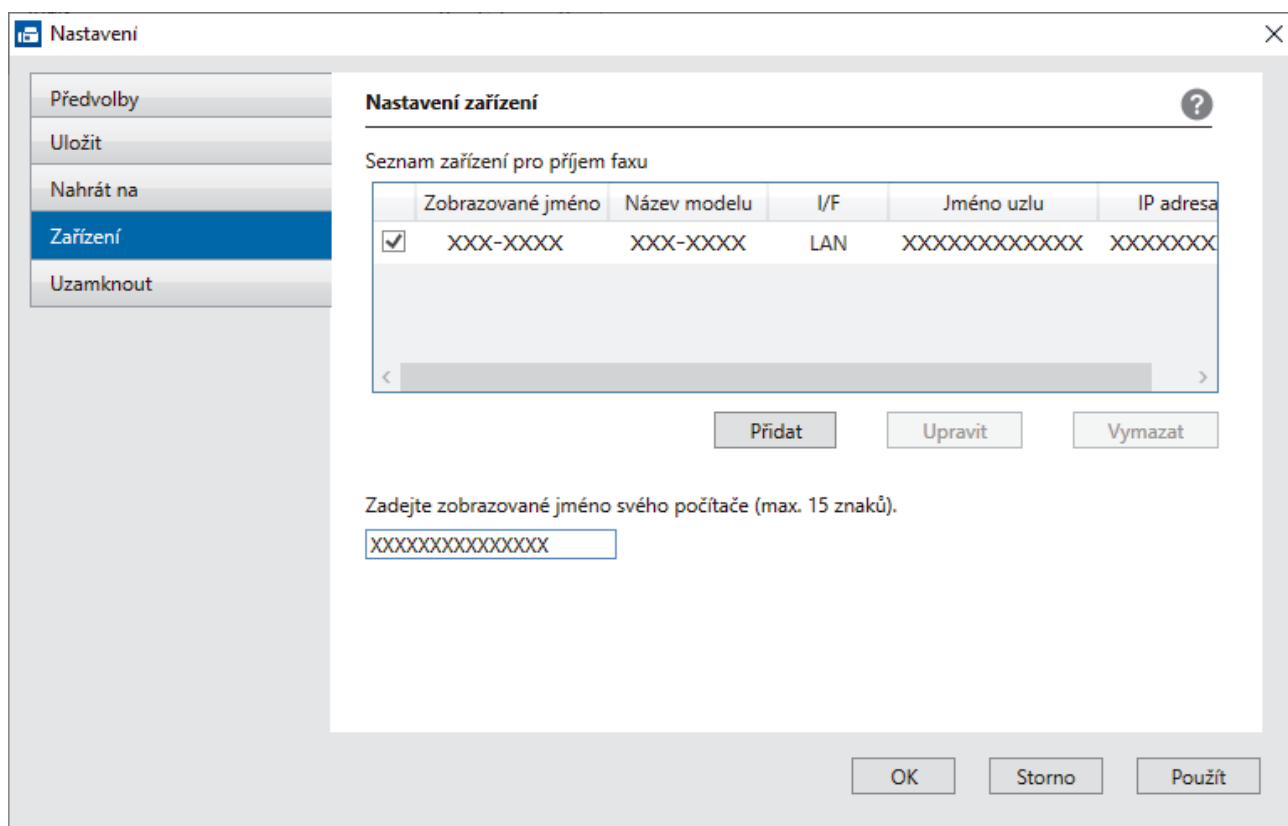 Nastavení
Předvolby
Uložit
Nahrát na
Zařízení
Uzamknout
Nastavení zařízení
?
Seznam zařízení pro příjem faxu
Zobrazované jméno Název modelu I/F Jméno uzlu IP adresa
XXX-XXXX XXX-XXXX LAN XXXXXXXXXXXX XXXXXXX
Přidat Upravit Vymazat
Zadejte zobrazované jméno svého počítače (max. 15 znaků).
XXXXXXXXXXXXXXX
OK Storno Použít